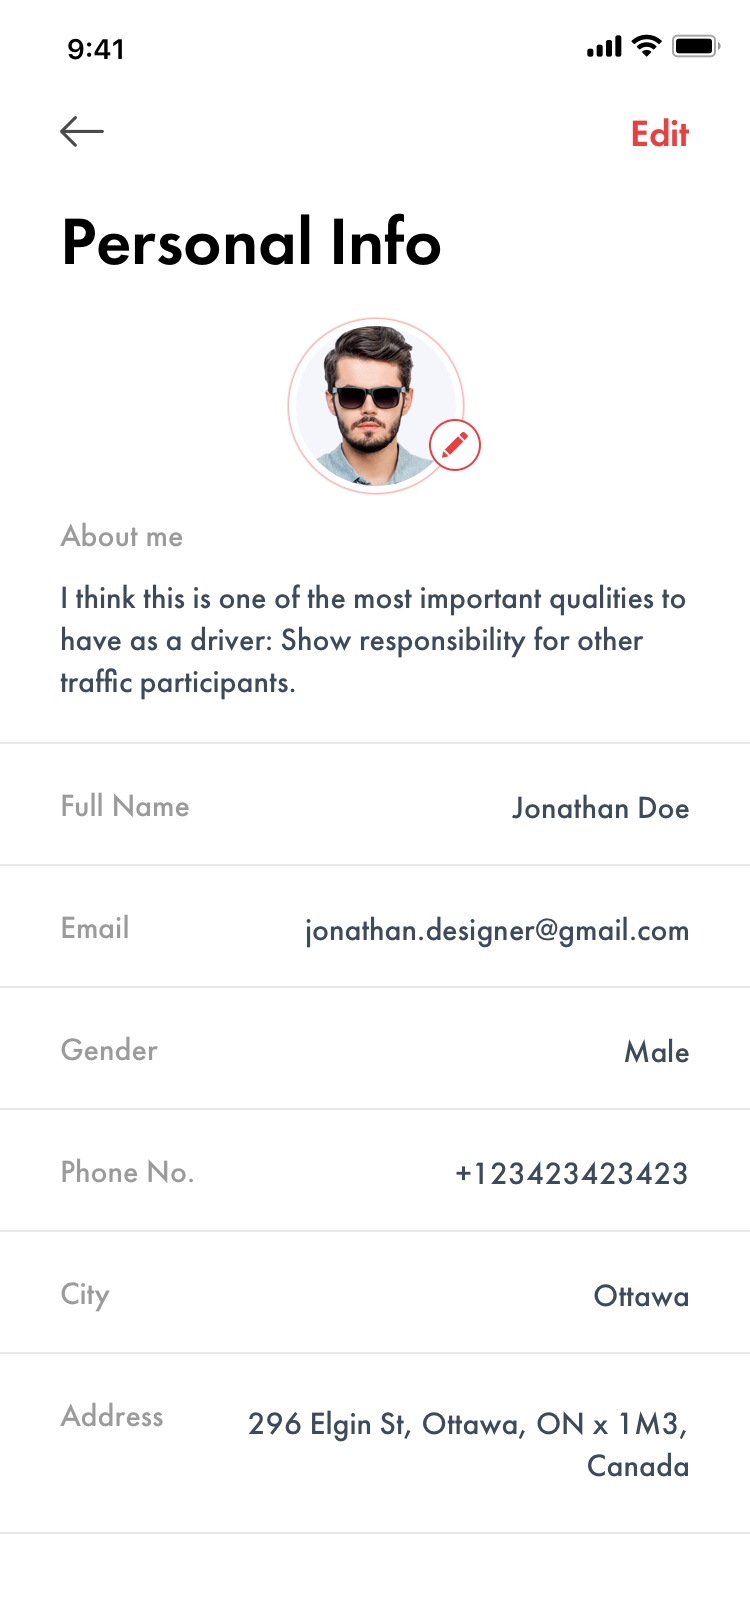 9:41
Edit
Personal Info
About me
I think this is one of the most important qualities to
have as a driver: Show responsibility for other
traffic participants.
Full Name
Jonathan Doe
Email
jonathan.designer@gmail.com
Gender
Male
Phone No.
+123423423423
City
Ottawa
Address
296 Elgin St, Ottawa, ON x 1M3,
Canada